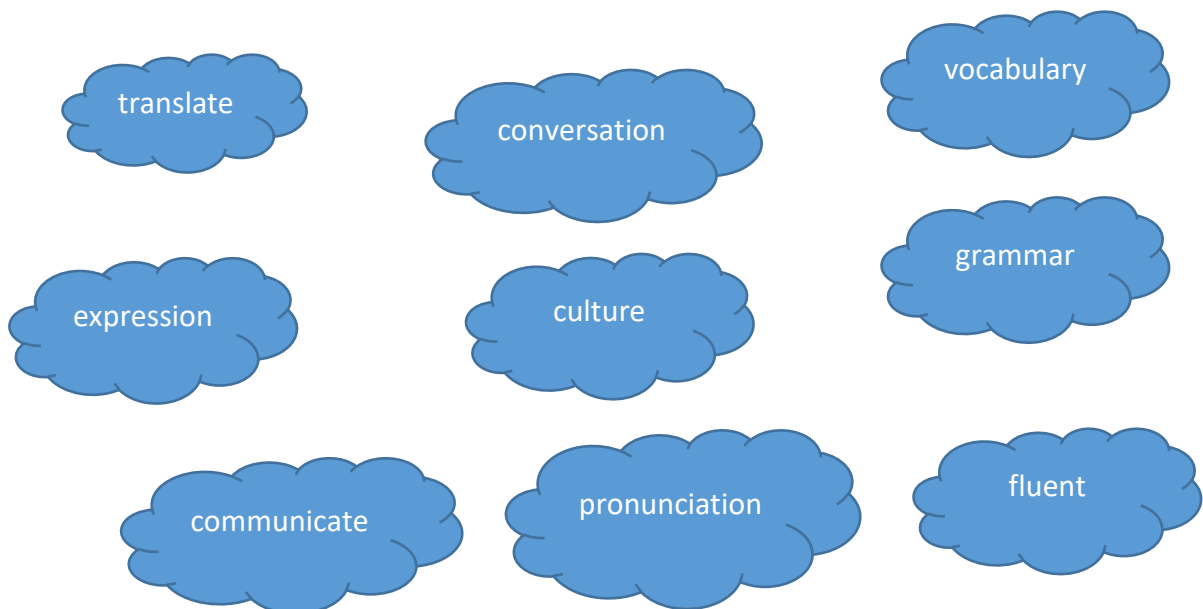 translate
conversation
vocabulary
expression
culture
grammar
communicate
pronunciation
fluent